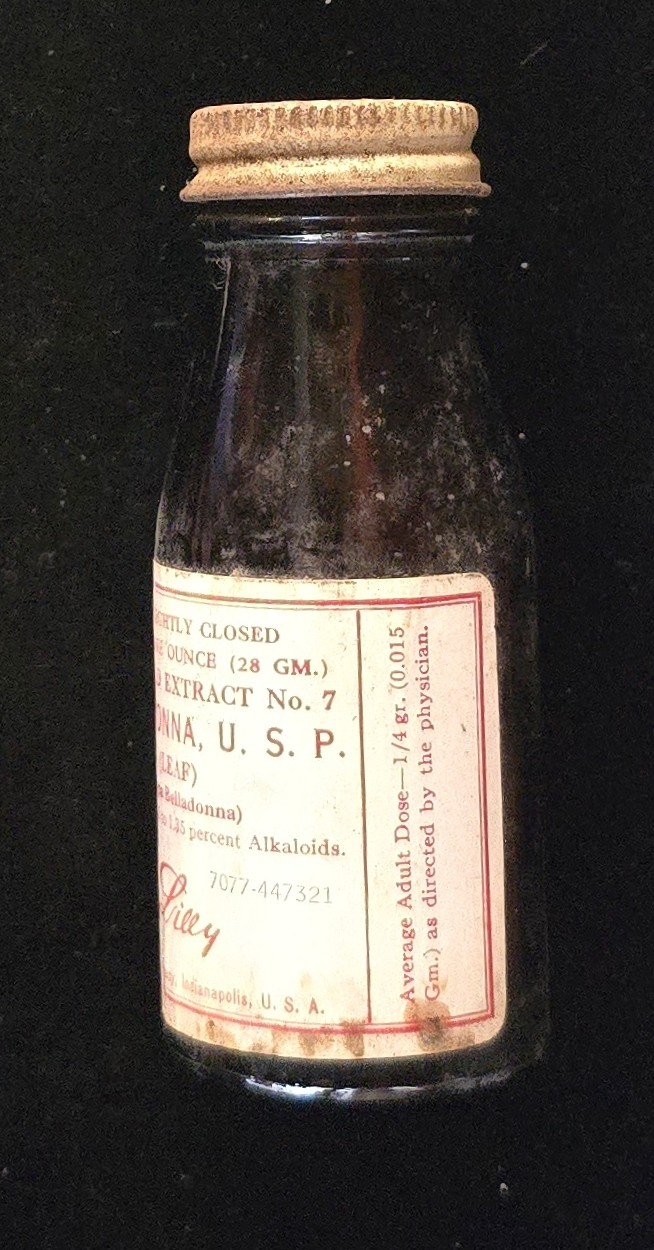 GHTLY CLOSED
OUNCE (28 GM.)
EXTRACT No. 7
ONNA, U. S. P.
(LEAF)
Belladonna)
1.35 percent Alkaloids.
7077-447321
Lilly
Indianapolis, U. S. A.
Average Adult Dose—1/4 gr. (0.015
Gm.) as directed by the physician.